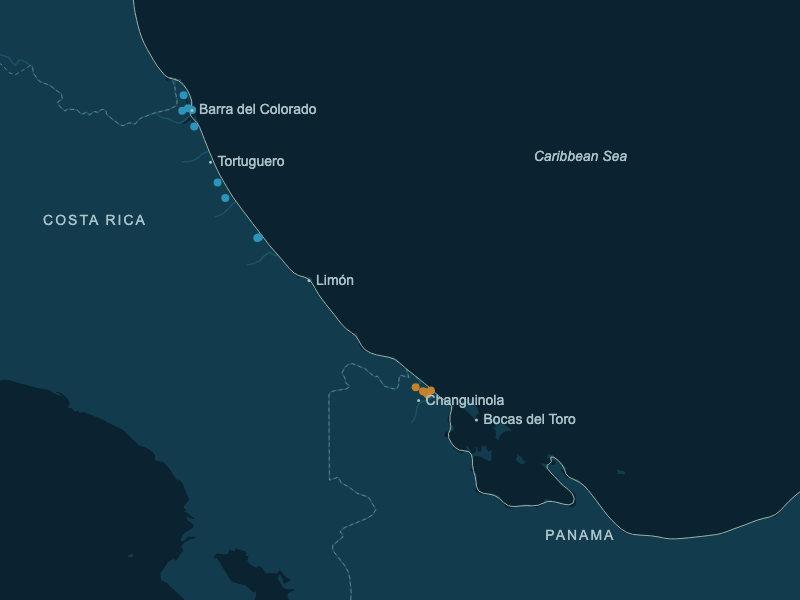 Barra del Colorado
Caribbean Sea
Tortuguero
COSTA RICA
Limón
Changuinola
Bocas del Toro
PANAMA